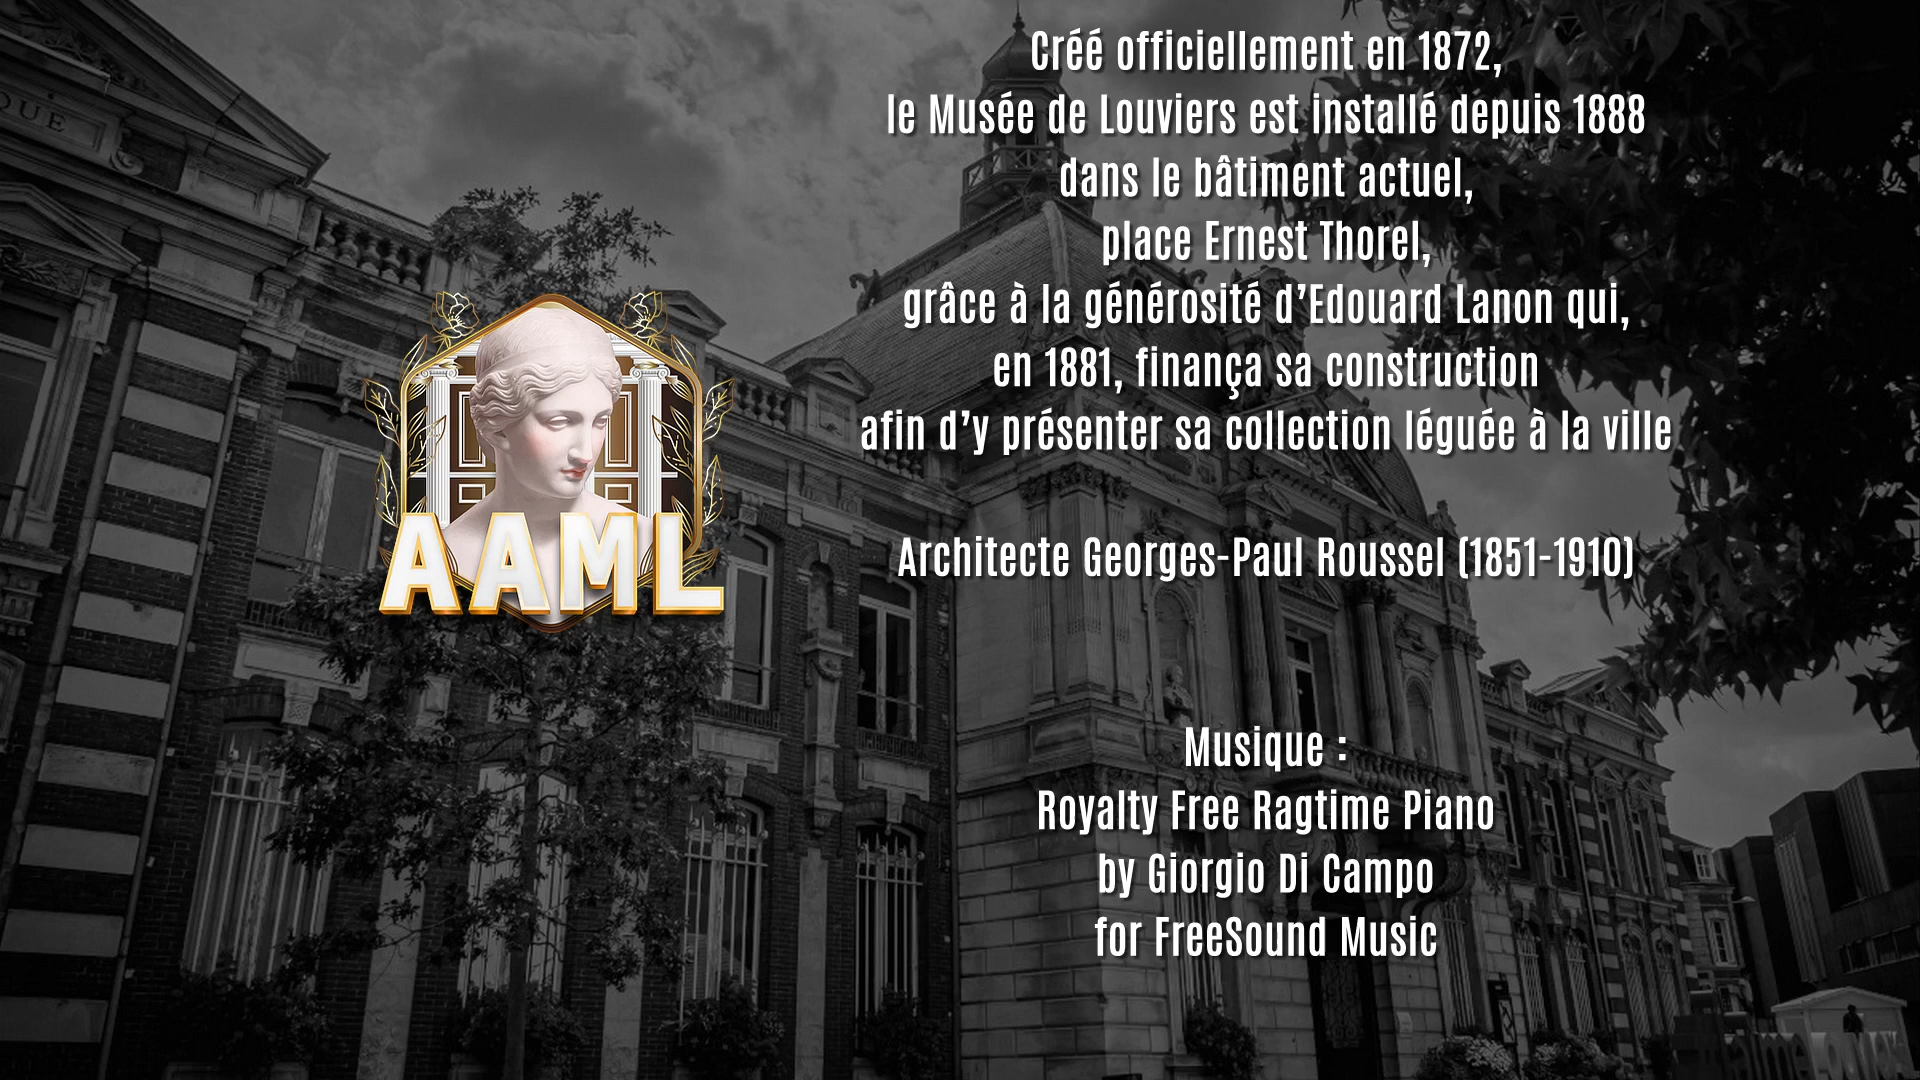 QUE
Créé officiellement en 1872,
le Musée de Louviers est installé depuis 1888
dans le bâtiment actuel,
place Ernest Thorel,
grâce à la générosité d’Edouard Lanon qui,
en 1881, finança sa construction
afin d’y présenter sa collection léguée à la ville
AAML
Architecte Georges-Paul Roussel (1851-1910)
Musique :
Royalty Free Ragtime Piano
by Giorgio Di Campo
for FreeSound Music